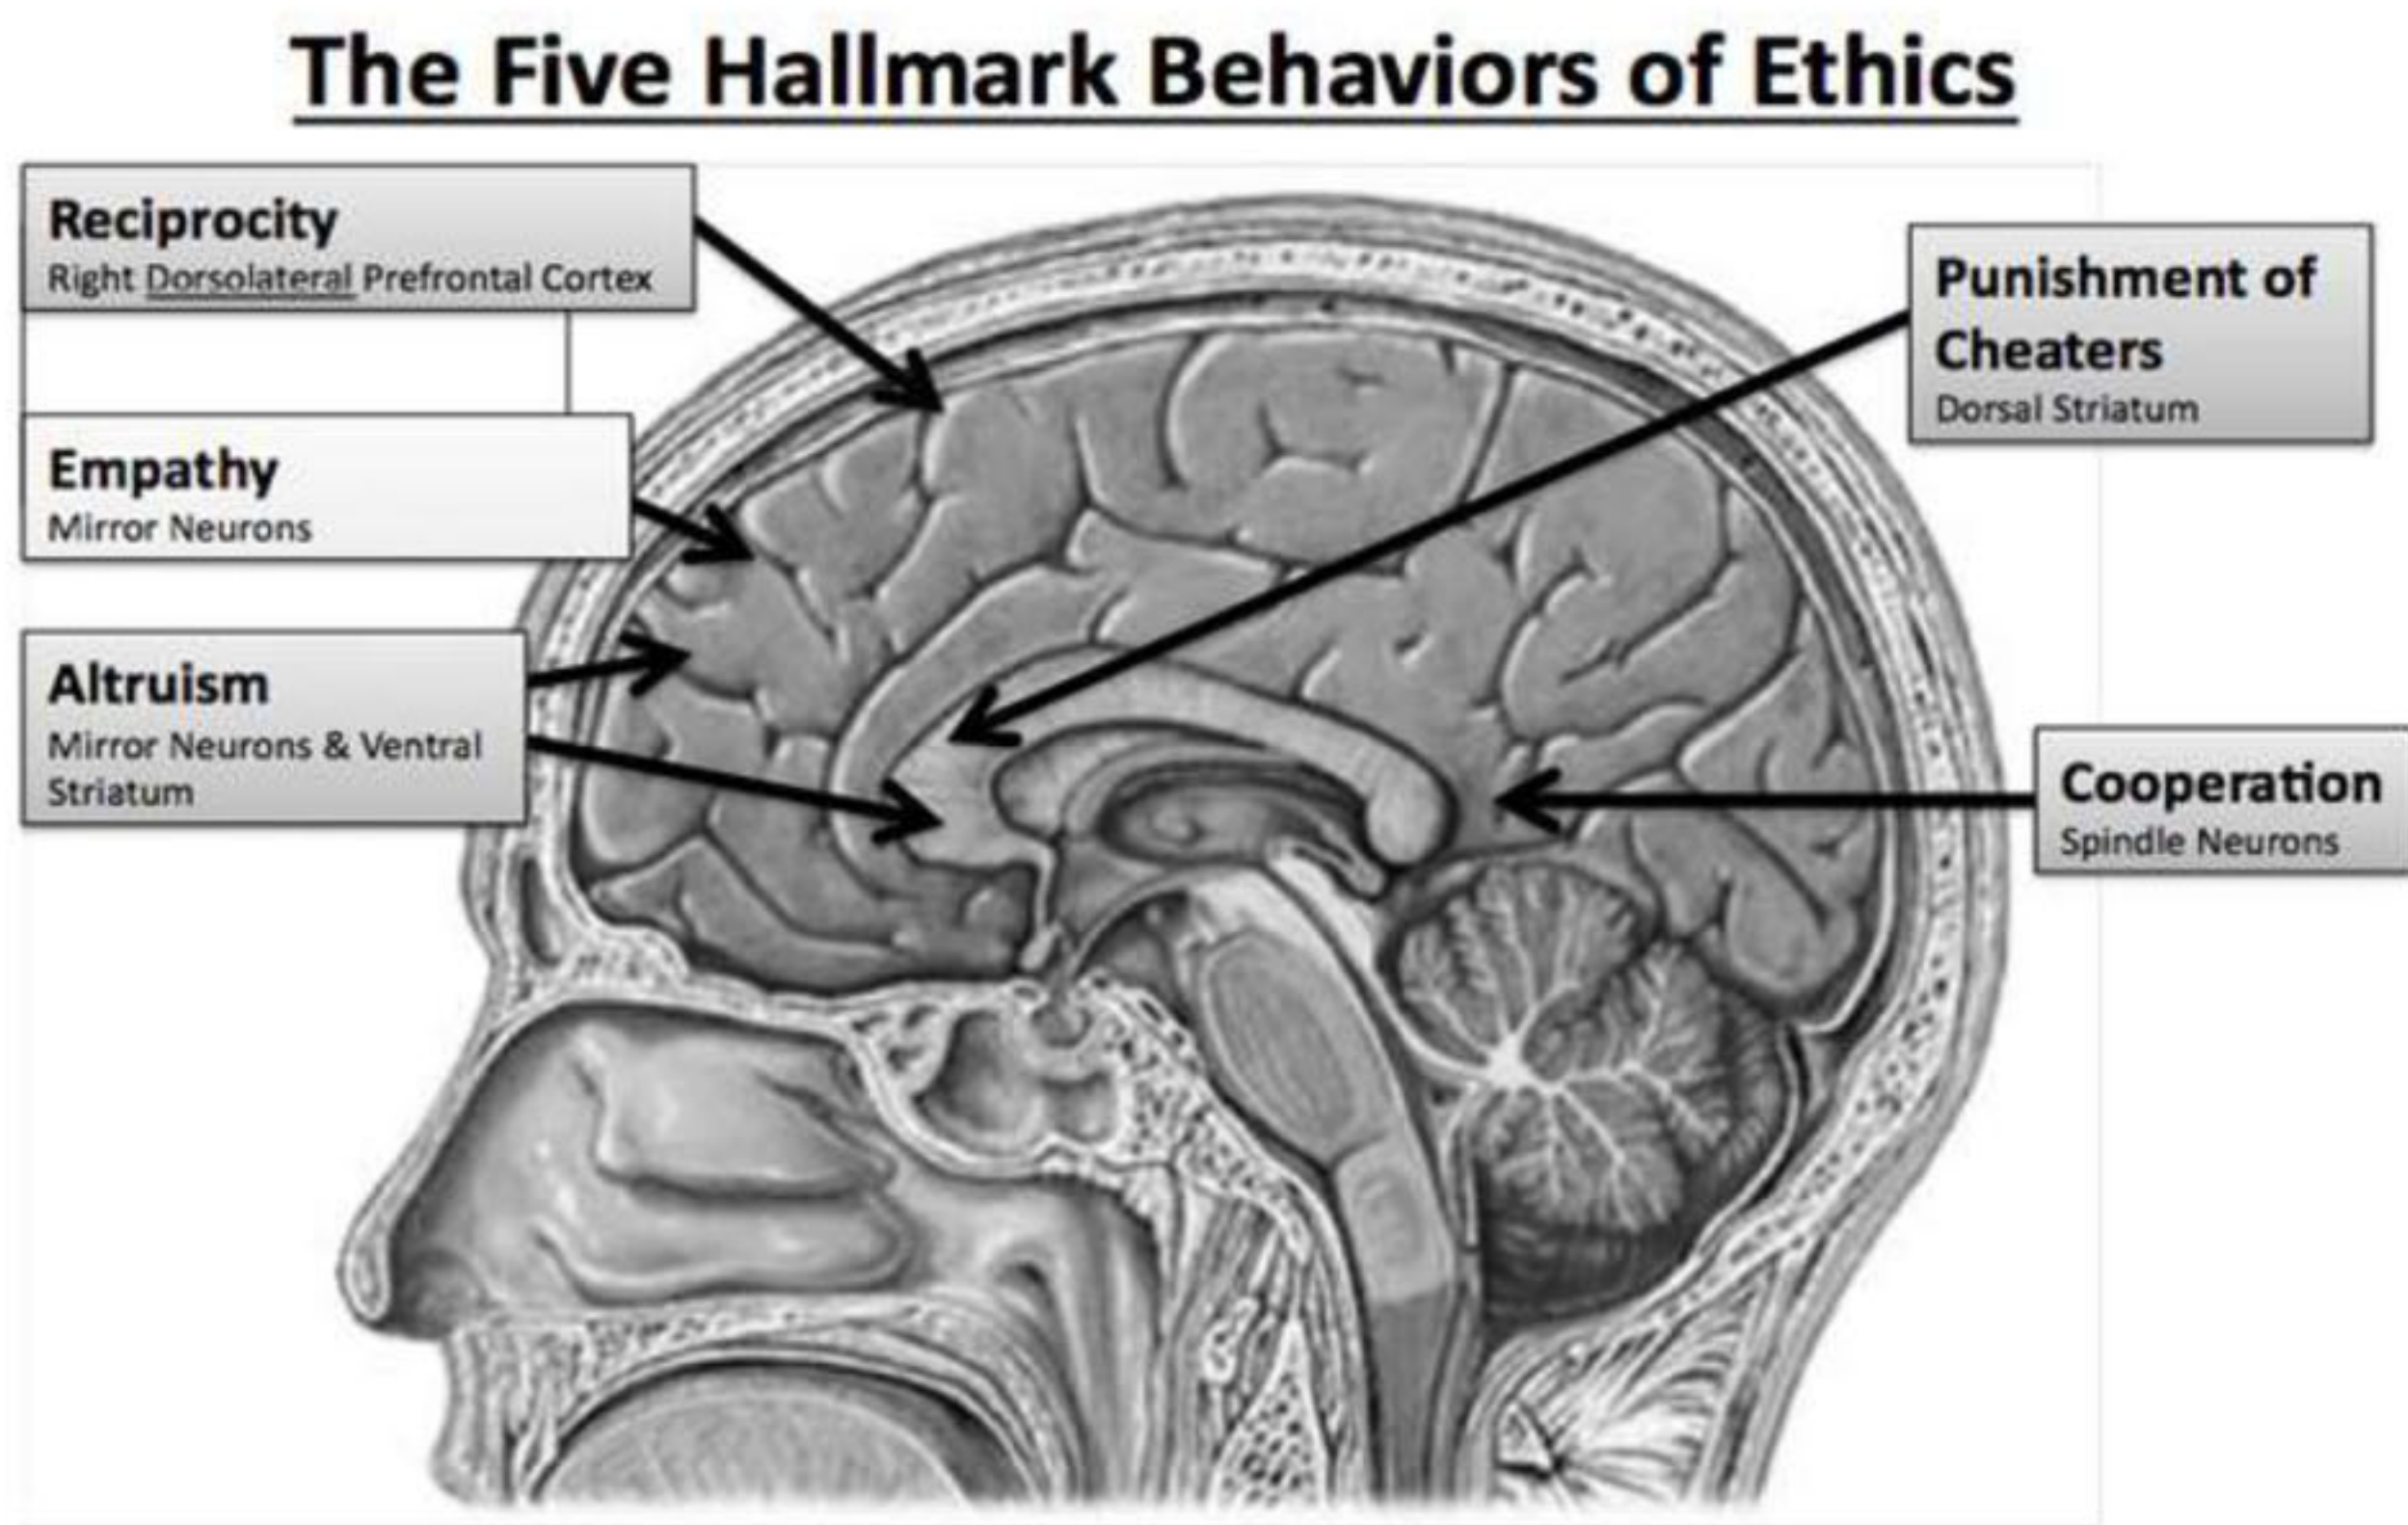 The Five Hallmark Behaviors of Ethics
Reciprocity
Right Dorsolateral Prefrontal Cortex
Empathy
Mirror Neurons
Altruism
Mirror Neurons & Ventral
Striatum
Punishment of
Cheaters
Dorsal Striatum
Cooperation
Spindle Neurons